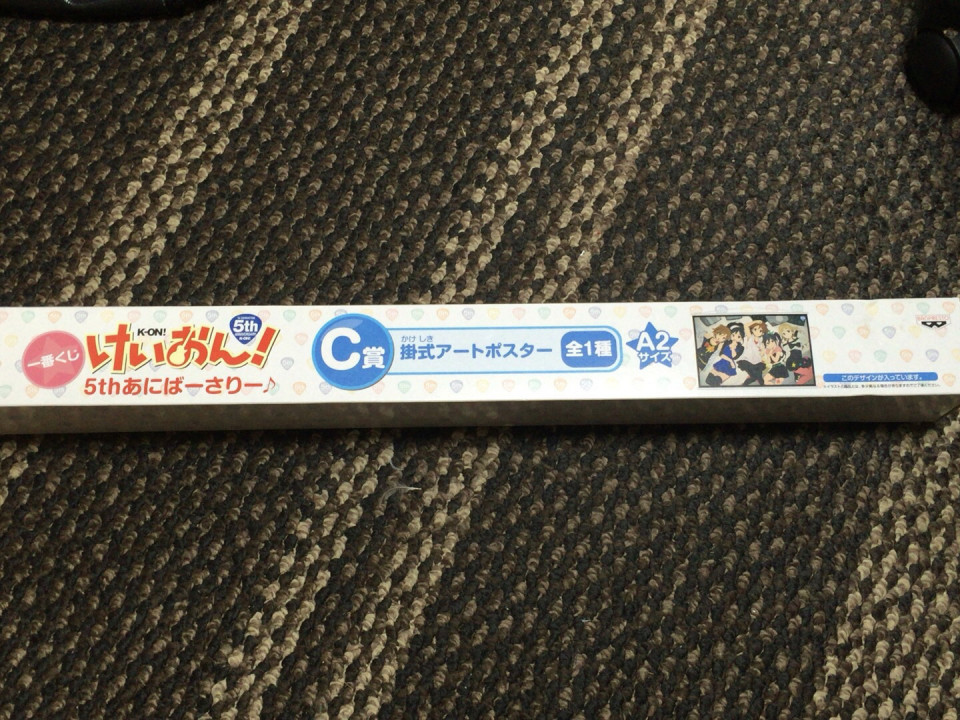 一番くじ
K-ON!
けいおん!
5th
5thあにばーさりー♪
C賞
かけ しき
掛式アートポスター
全1種
A2
サイズ
このデザインが入っています。